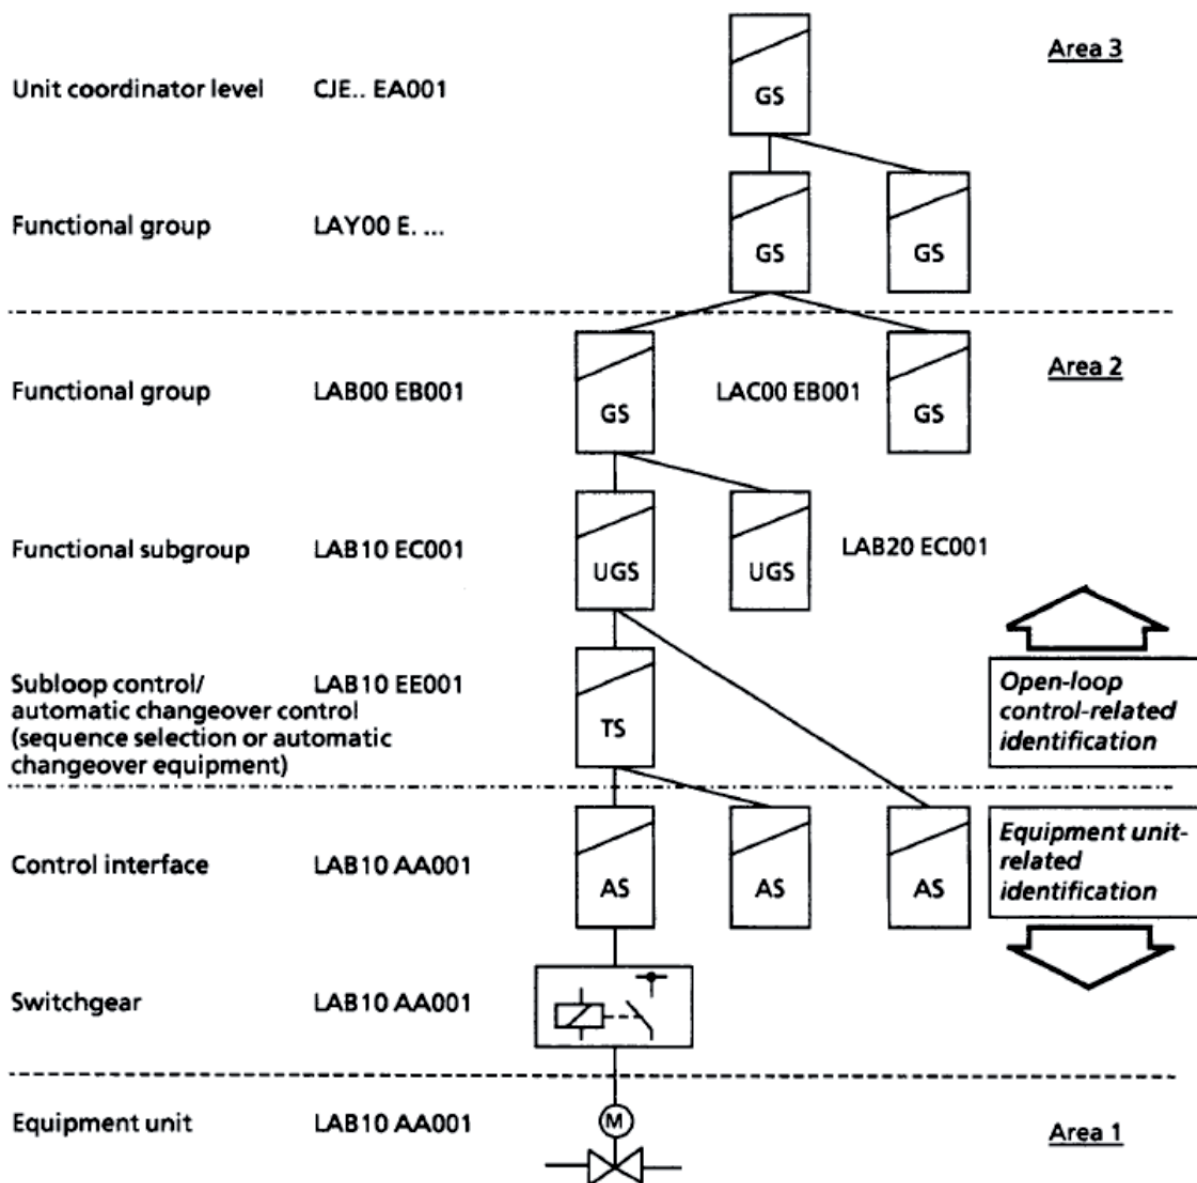 Area 3
Unit coordinator level CJE.. EA001
GS
Functional group LAY00 E. ...
GS GS
Area 2
Functional group LAB00 EB001 LAC00 EB001
GS GS
Functional subgroup LAB10 EC001 LAB20 EC001
UGS UGS
Subloop control/ LAB10 EE001
automatic changeover control
(sequence selection or automatic
changeover equipment)
TS
Open-loop
control-related
identification
Equipment unit-
related
identification
Control interface LAB10 AA001
AS AS AS
Switchgear LAB10 AA001
Equipment unit LAB10 AA001
M
Area 1